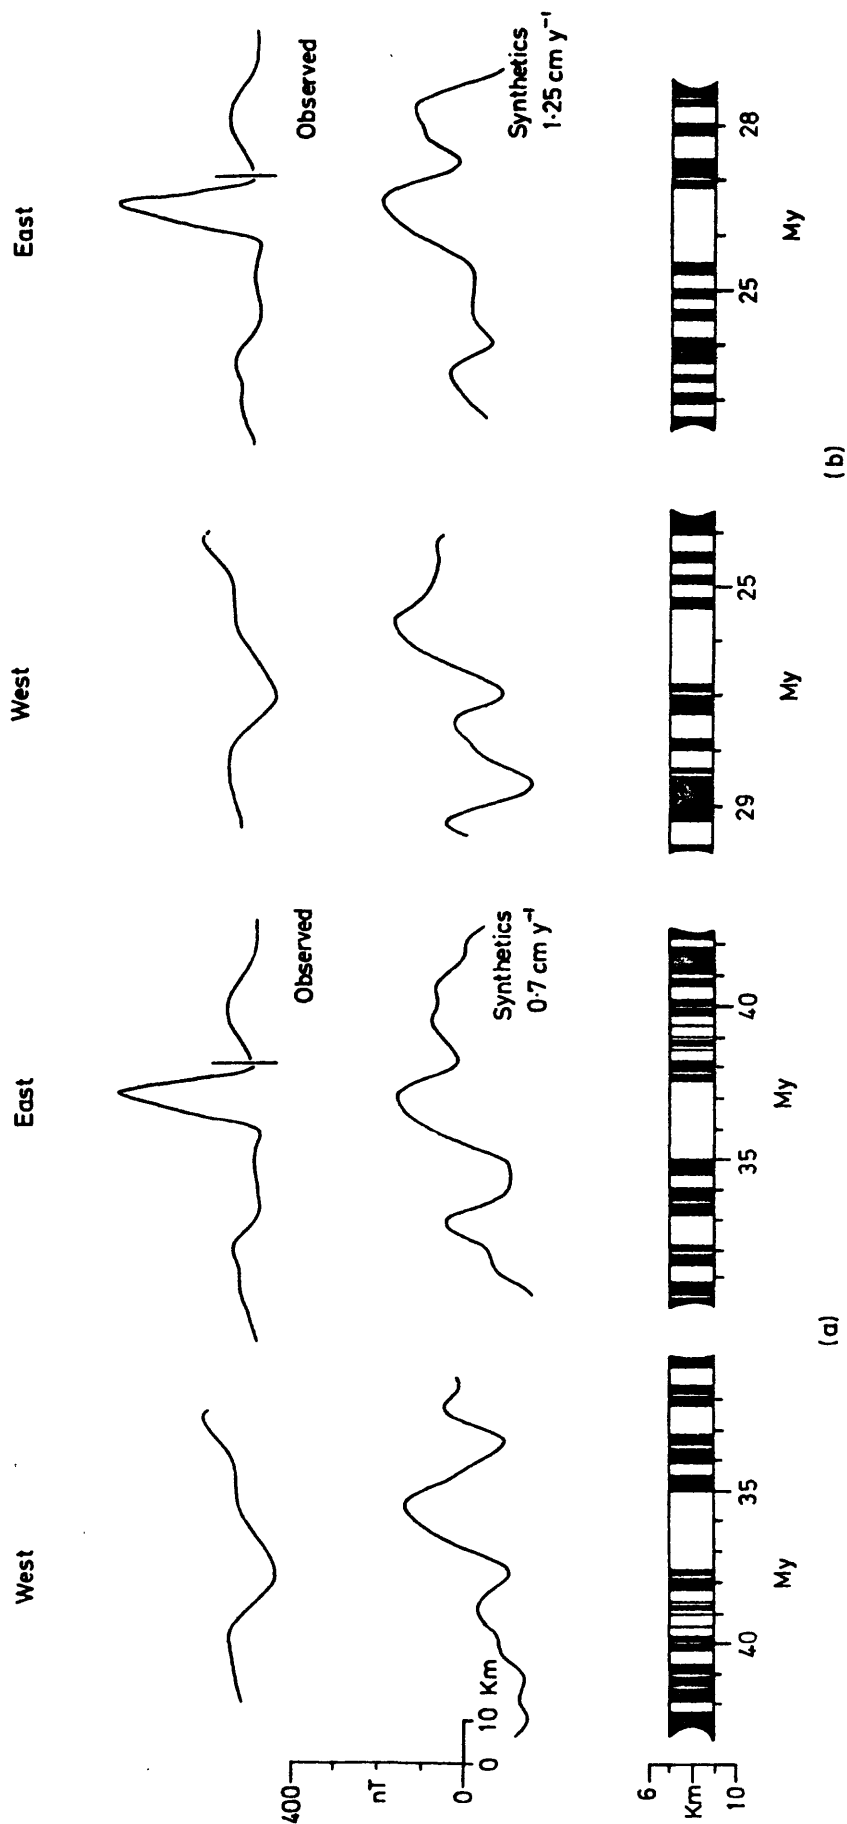 West
East
West
East
Observed
Observed
400
nT
0
0 10 Km
Synthetics
0·7 cm y⁻¹
Synthetics
1·25 cm y⁻¹
6
Km
10
40 35
35 40
29 25
25 28
My
My
My
My
(a)
(b)